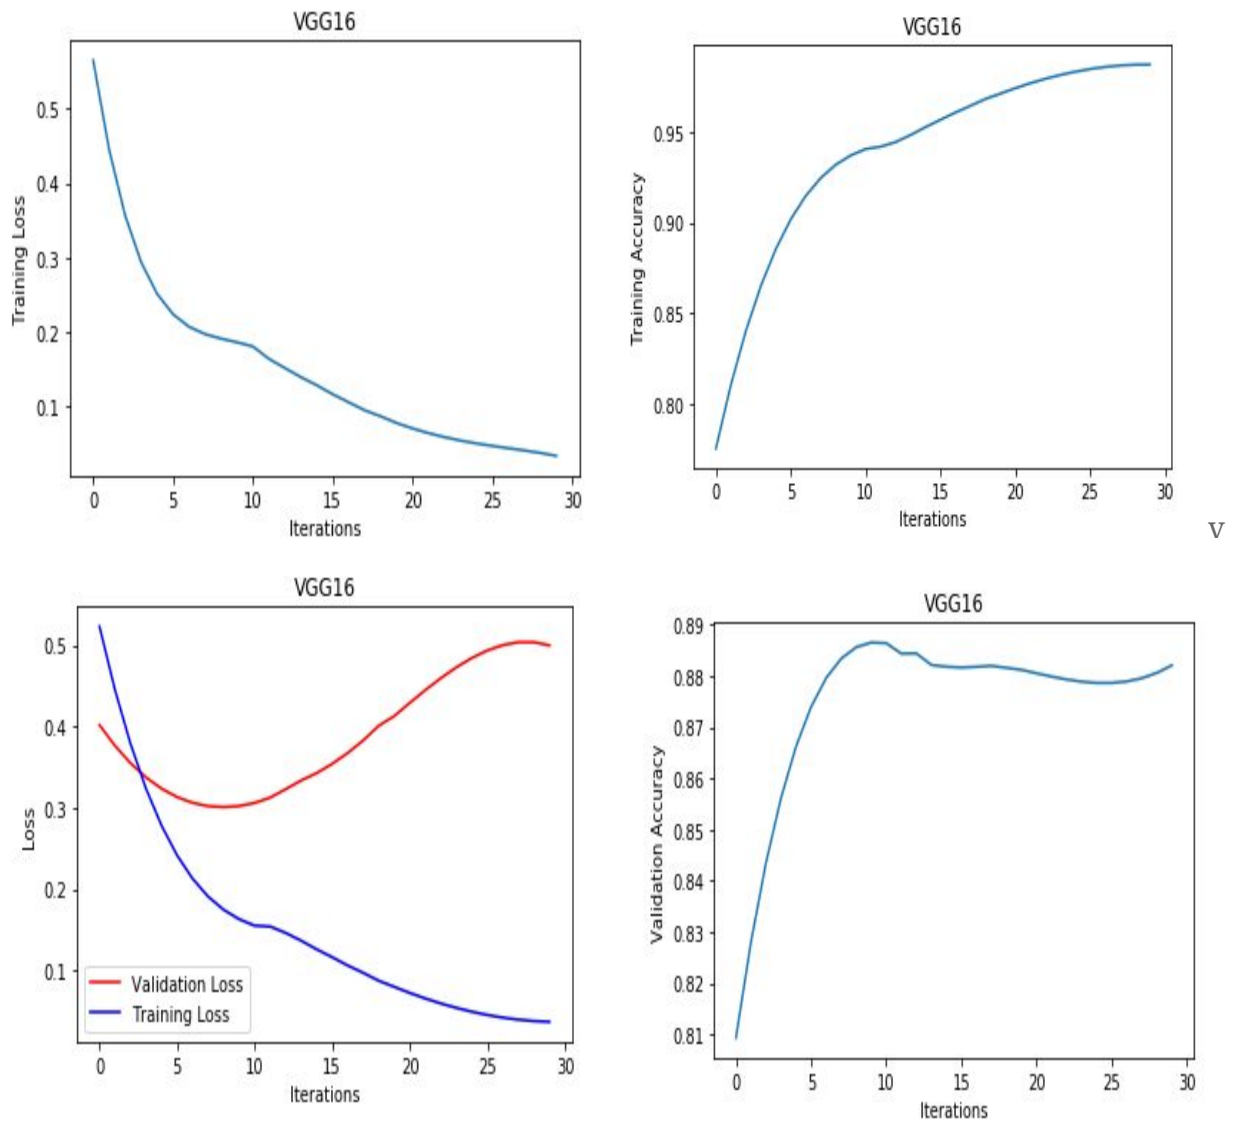 VGG16
0.5
0.4
0.3
0.2
0.1
Training Loss
0 5 10 15 20 25 30
Iterations
VGG16
0.95
0.90
0.85
0.80
Training Accuracy
0 5 10 15 20 25 30
Iterations
v
VGG16
0.5
0.4
0.3
0.2
0.1
Loss
Validation Loss
Training Loss
0 5 10 15 20 25 30
Iterations
VGG16
0.89
0.88
0.87
0.86
0.85
0.84
0.83
0.82
0.81
Validation Accuracy
0 5 10 15 20 25 30
Iterations